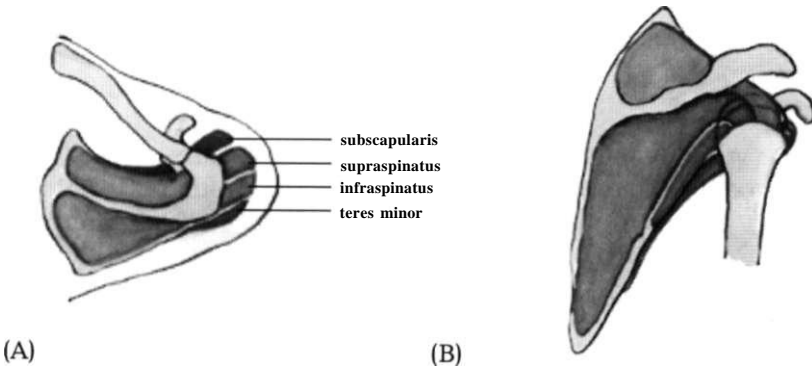 subscapularis
supraspinatus
infraspinatus
teres minor
(A)
(B)